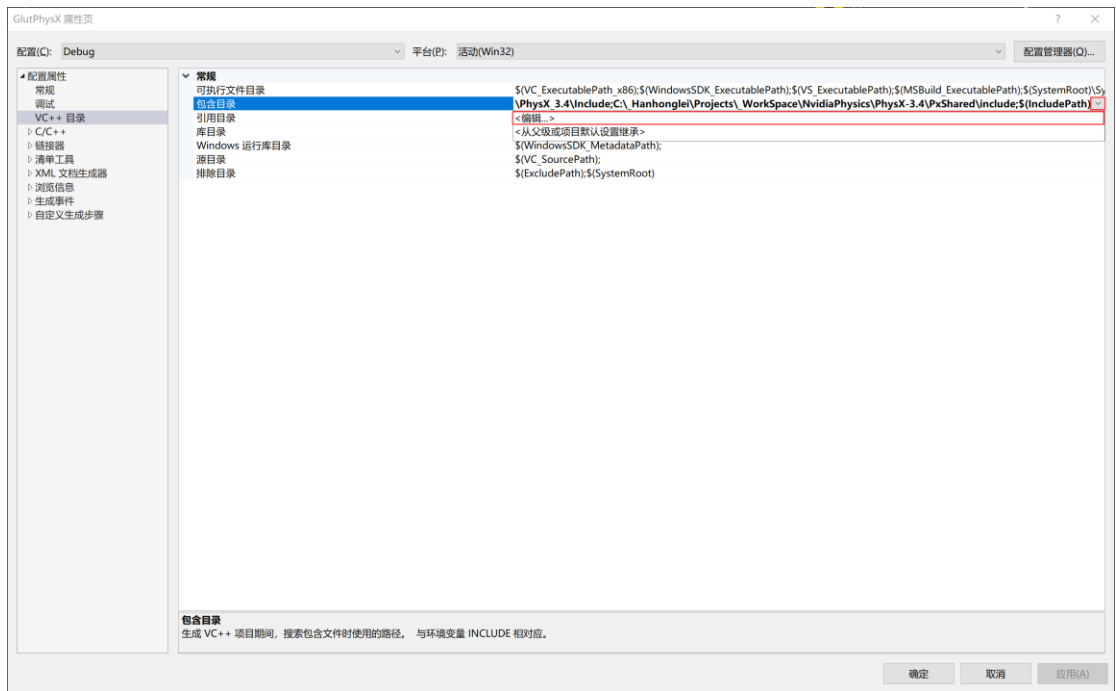 GlutPhysX 属性页
配置(C): Debug 平台(P): 活动(Win32) 配置管理器(O)...
配置属性
常规
调试
VC++ 目录
C/C++
链接器
清单工具
XML 文档生成器
浏览信息
生成事件
自定义生成步骤
常规
可执行文件目录 $(VC_ExecutablePath_x86);$(WindowsSDK_ExecutablePath);$(VS_ExecutablePath);$(MSBuild_ExecutablePath);$(SystemRoot)\Sy
包含目录 \PhysX_3.4\Include;C:\_Hanhonglei\Projects\_WorkSpace\NvidiaPhysics\PhysX-3.4\PxShared\include;$(IncludePath)
引用目录 <编辑...>
库目录 <从父级或项目默认设置继承>
Windows 运行库目录 $(WindowsSDK_MetadataPath);
源目录 $(VC_SourcePath);
排除目录 $(ExcludePath);$(SystemRoot)
包含目录
生成 VC++ 项目期间，搜索包含文件时使用的路径。 与环境变量 INCLUDE 相对应。
确定 取消 应用(A)